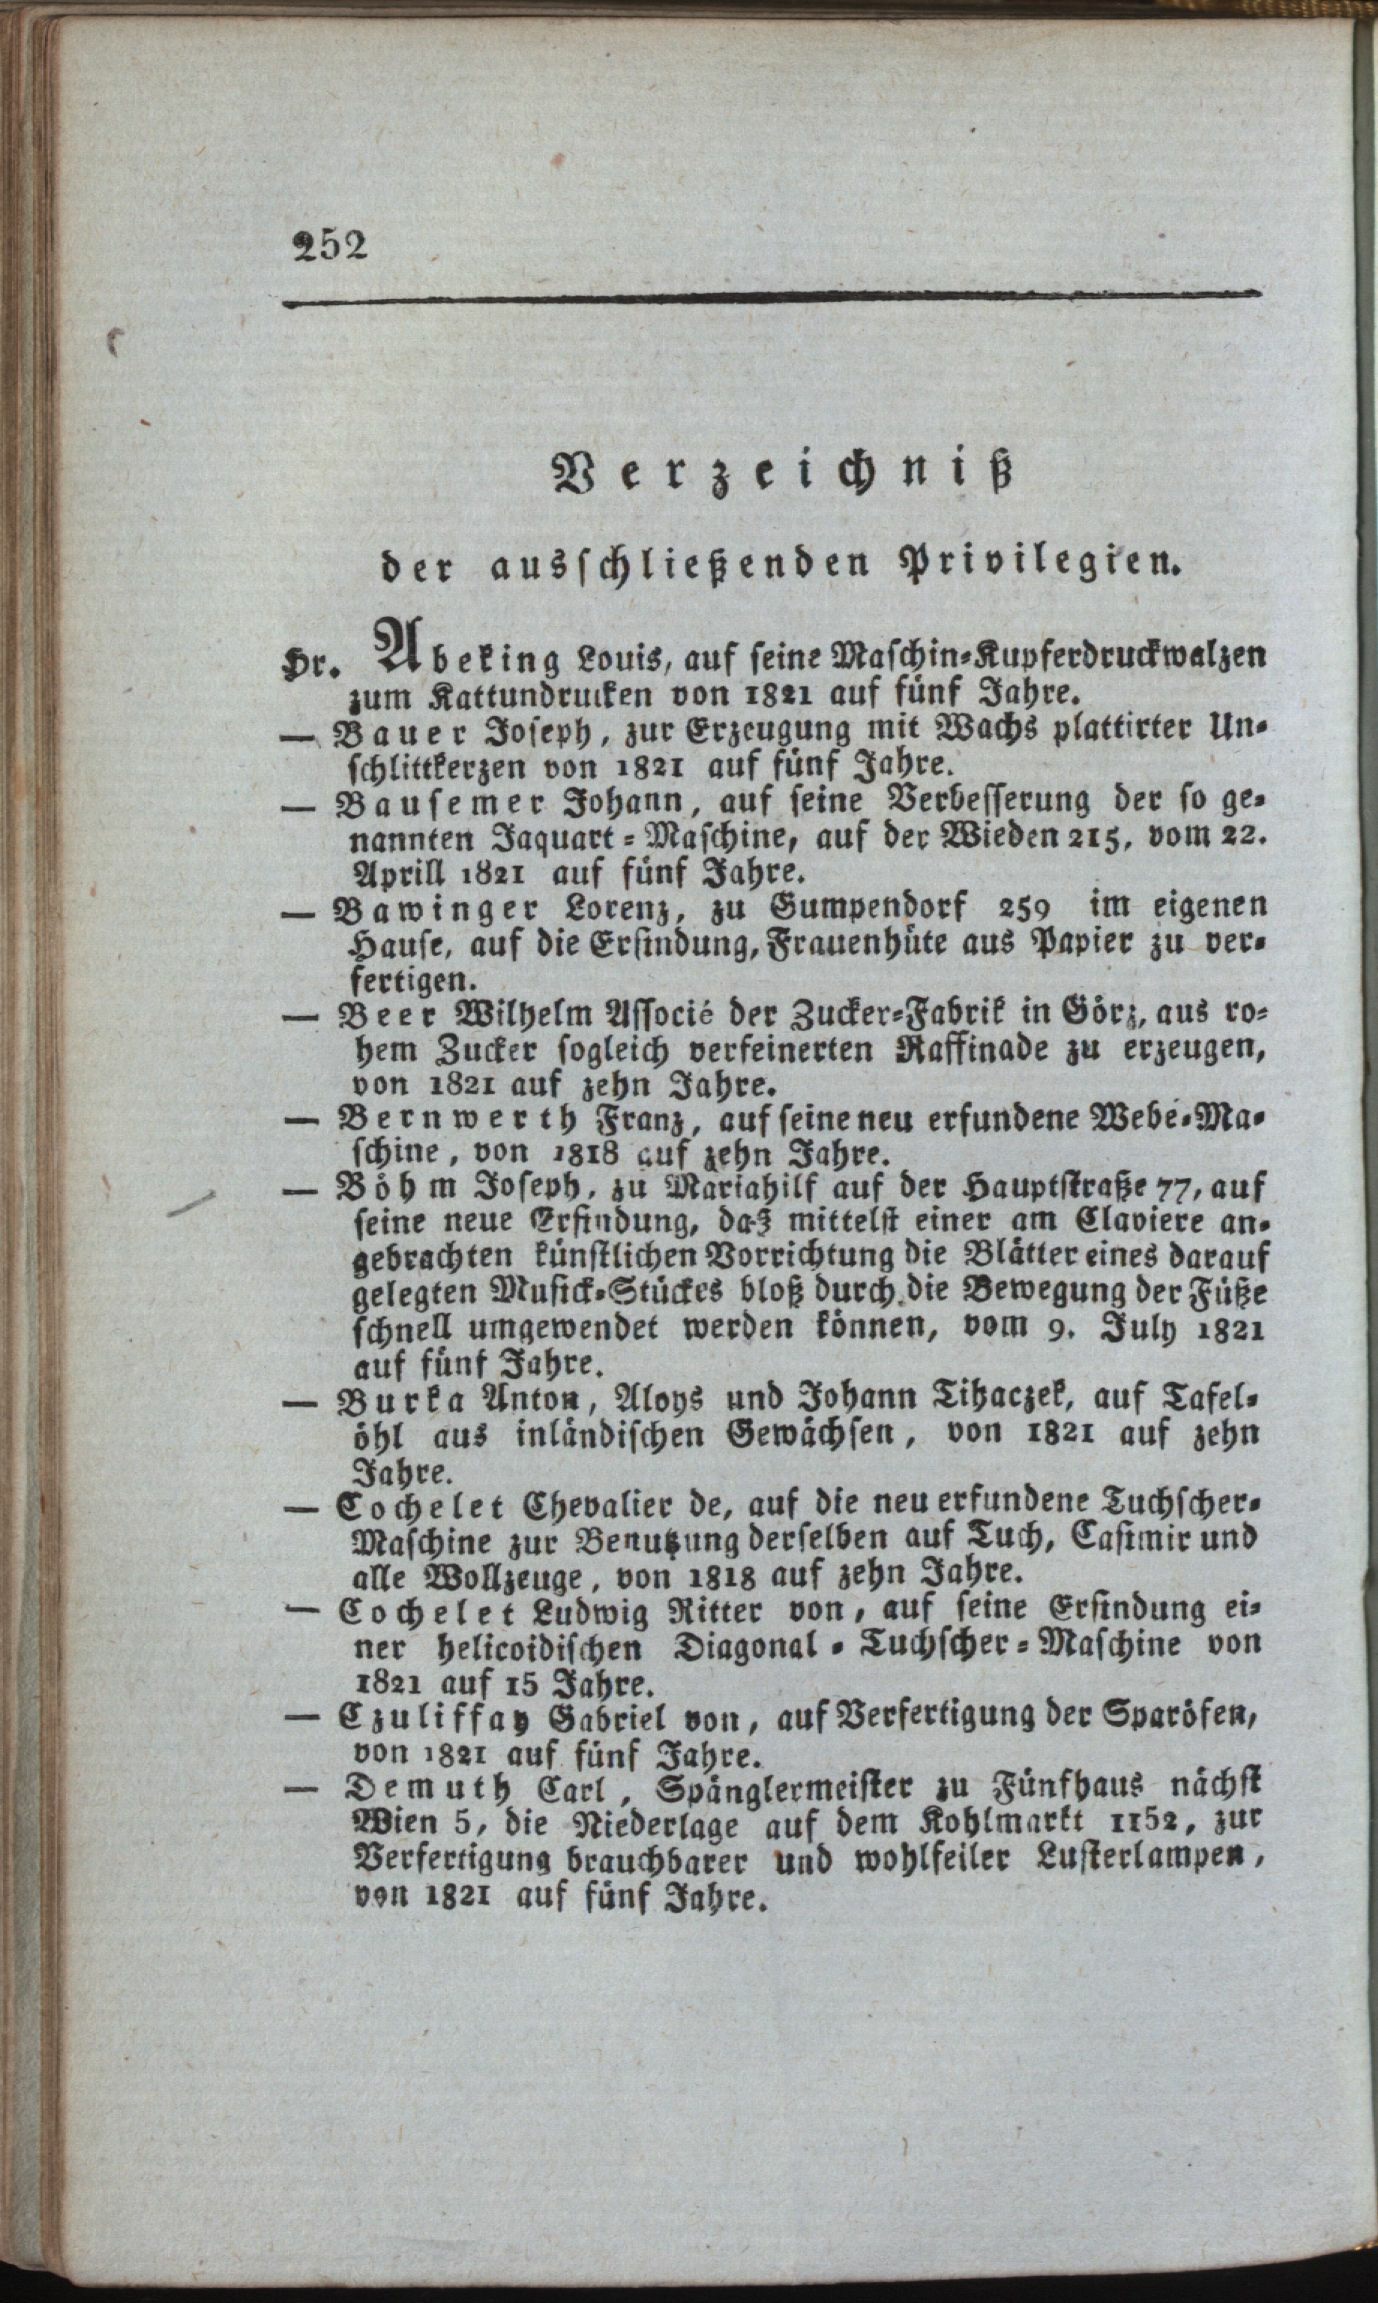 252
Verzeichniß
der ausschließenden Privilegien.
Hr. Abeking Louis, auf seine Maschin-Kupferdruckwalzen
zum Kattundrucken von 1821 auf fünf Jahre.
— Bauer Joseph, zur Erzeugung mit Wachs plattirter Un-
schlittkerzen von 1821 auf fünf Jahre.
— Bausemer Johann, auf seine Verbesserung der so ge-
nannten Jaquart-Maschine, auf der Wieden 215, vom 22.
Aprill 1821 auf fünf Jahre.
— Bawinger Lorenz, zu Gumpendorf 259 im eigenen
Hause, auf die Erfindung, Frauenhüte aus Papier zu ver-
fertigen.
— Beer Wilhelm Associé der Zucker-Fabrik in Görz, aus ro-
hem Zucker sogleich verfeinerten Raffinade zu erzeugen,
von 1821 auf zehn Jahre.
— Bernwerth Franz, auf seine neu erfundene Webe-Ma-
schine, von 1818 auf zehn Jahre.
— Böhm Joseph, zu Mariahilf auf der Hauptstraße 77, auf
seine neue Erfindung, daß mittelst einer am Claviere an-
gebrachten künstlichen Vorrichtung die Blätter eines darauf
gelegten Musick-Stückes bloß durch die Bewegung der Füße
schnell umgewendet werden können, vom 9. July 1821
auf fünf Jahre.
— Burka Anton, Aloys und Johann Tihaczek, auf Tafel-
öhl aus inländischen Gewächsen, von 1821 auf zehn
Jahre.
— Cochelet Chevalier de, auf die neu erfundene Tuchscher-
Maschine zur Benutzung derselben auf Tuch, Casimir und
alle Wollzeuge, von 1818 auf zehn Jahre.
— Cochelet Ludwig Ritter von, auf seine Erfindung ei-
ner helicoidischen Diagonal-Tuchscher-Maschine von
1821 auf 15 Jahre.
— Czuliffay Gabriel von, auf Verfertigung der Sparöfen,
von 1821 auf fünf Jahre.
— Demuth Carl, Spänglermeister zu Fünfhaus nächst
Wien 5, die Niederlage auf dem Kohlmarkt 1152, zur
Verfertigung brauchbarer und wohlfeiler Lusterlampen,
von 1821 auf fünf Jahre.